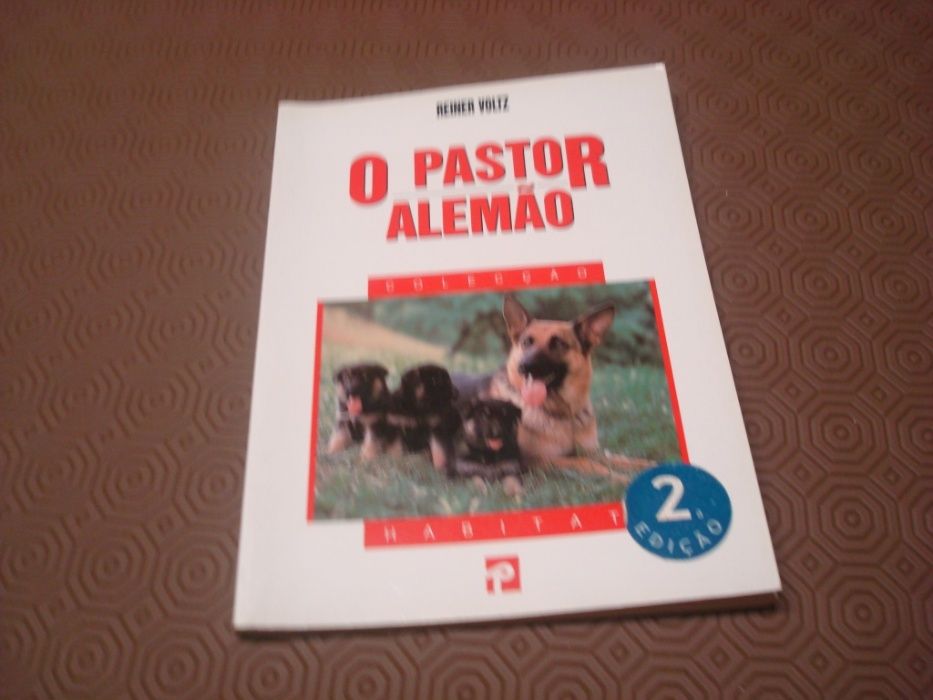 REINER VOLTZ
O PASTOR
ALEMÃO
COLECÇÃO
HABITAT
2.
EDIÇÃO
P